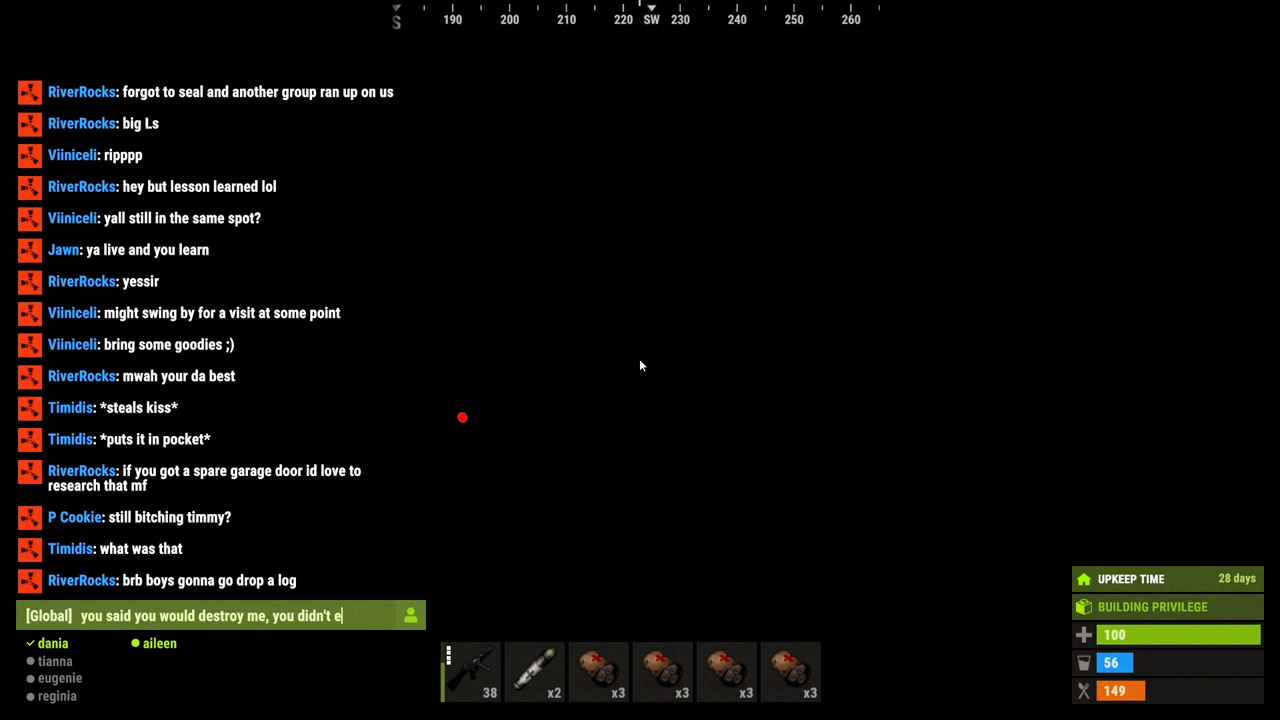 S 190 200 210 220 SW 230 240 250 260
RiverRocks: forgot to seal and another group ran up on us
RiverRocks: big Ls
Viiniceli: ripppp
RiverRocks: hey but lesson learned lol
Viiniceli: yall still in the same spot?
Jawn: ya live and you learn
RiverRocks: yessir
Viiniceli: might swing by for a visit at some point
Viiniceli: bring some goodies ;)
RiverRocks: mwah your da best
Timidis: *steals kiss*
Timidis: *puts it in pocket*
RiverRocks: if you got a spare garage door id love to
research that mf
P Cookie: still bitching timmy?
Timidis: what was that
RiverRocks: brb boys gonna go drop a log
[Global] you said you would destroy me, you didn't e
dania aileen
tianna
eugenie
reginia
38 x2 x3 x3 x3 x3
UPKEEP TIME 28 days
BUILDING PRIVILEGE
100
56
149